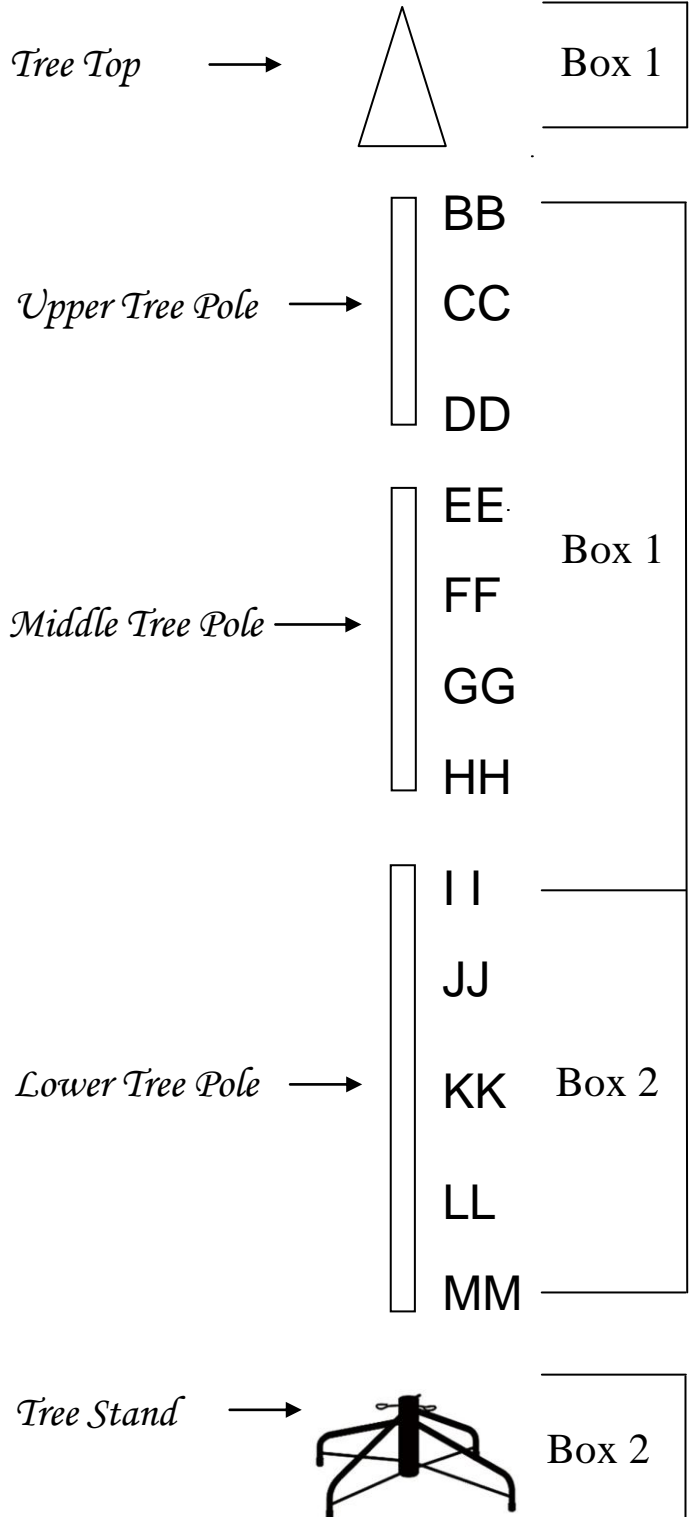 Tree Top
Box 1
BB
Upper Tree Pole
CC
DD
EE
Box 1
FF
Middle Tree Pole
GG
HH
I I
JJ
Lower Tree Pole
KK
Box 2
LL
MM
Tree Stand
Box 2